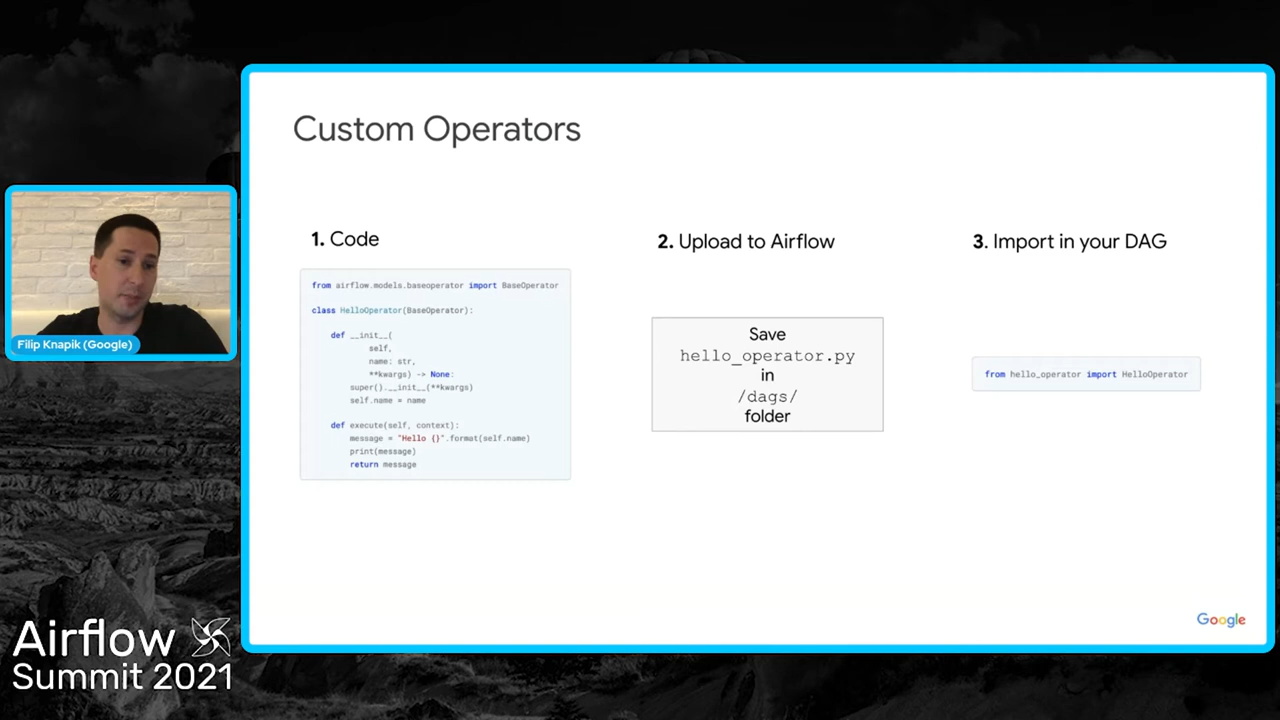 Custom Operators
1. Code
from airflow.models.baseoperator import BaseOperator
class HelloOperator(BaseOperator):
def __init__(
self,
name: str,
**kwargs) -> None:
super().__init__(**kwargs)
self.name = name
def execute(self, context):
message = "Hello {}".format(self.name)
print(message)
return message
2. Upload to Airflow
Save
hello_operator.py
in
/dags/
folder
3. Import in your DAG
from hello_operator import HelloOperator
Google
Filip Knapik (Google)
Airflow
Summit 2021